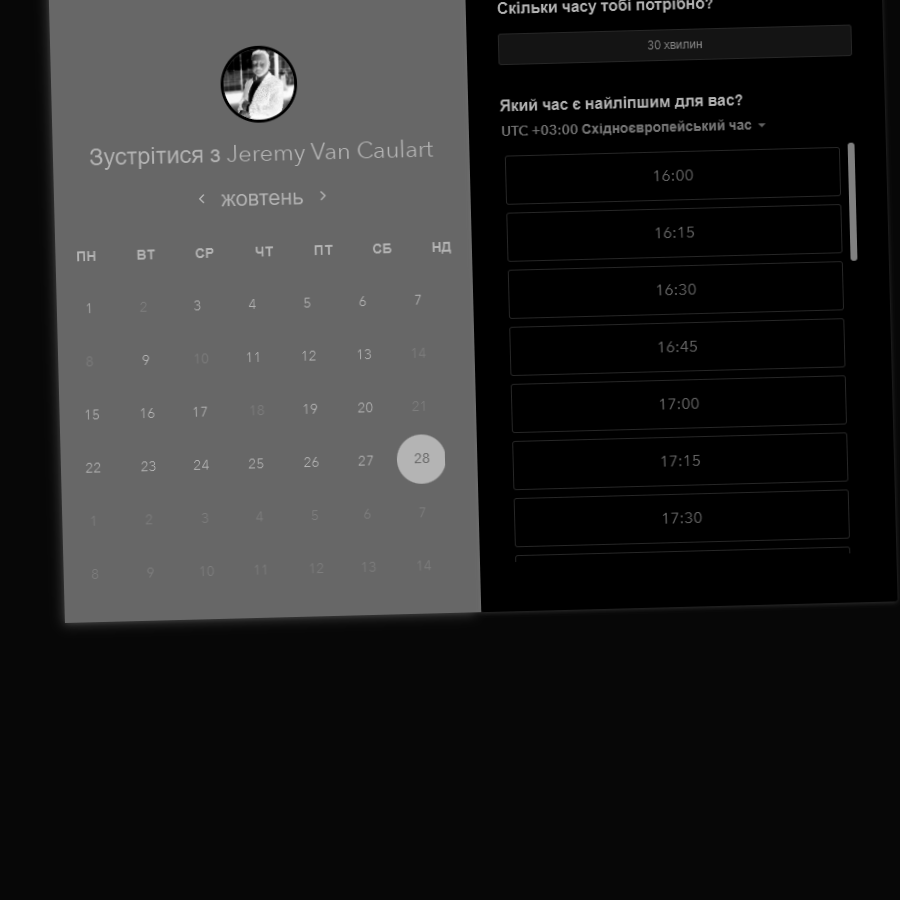 Зустрітися з Jeremy Van Caulart
‹ жовтень ›
ПН ВТ СР ЧТ ПТ СБ НД
1 2 3 4 5 6 7
8 9 10 11 12 13 14
15 16 17 18 19 20 21
22 23 24 25 26 27 28
1 2 3 4 5 6 7
8 9 10 11 12 13 14
Скільки часу тобі потрібно?
30 хвилин
Який час є найліпшим для вас?
UTC +03:00 Східноєвропейський час
16:00
16:15
16:30
16:45
17:00
17:15
17:30